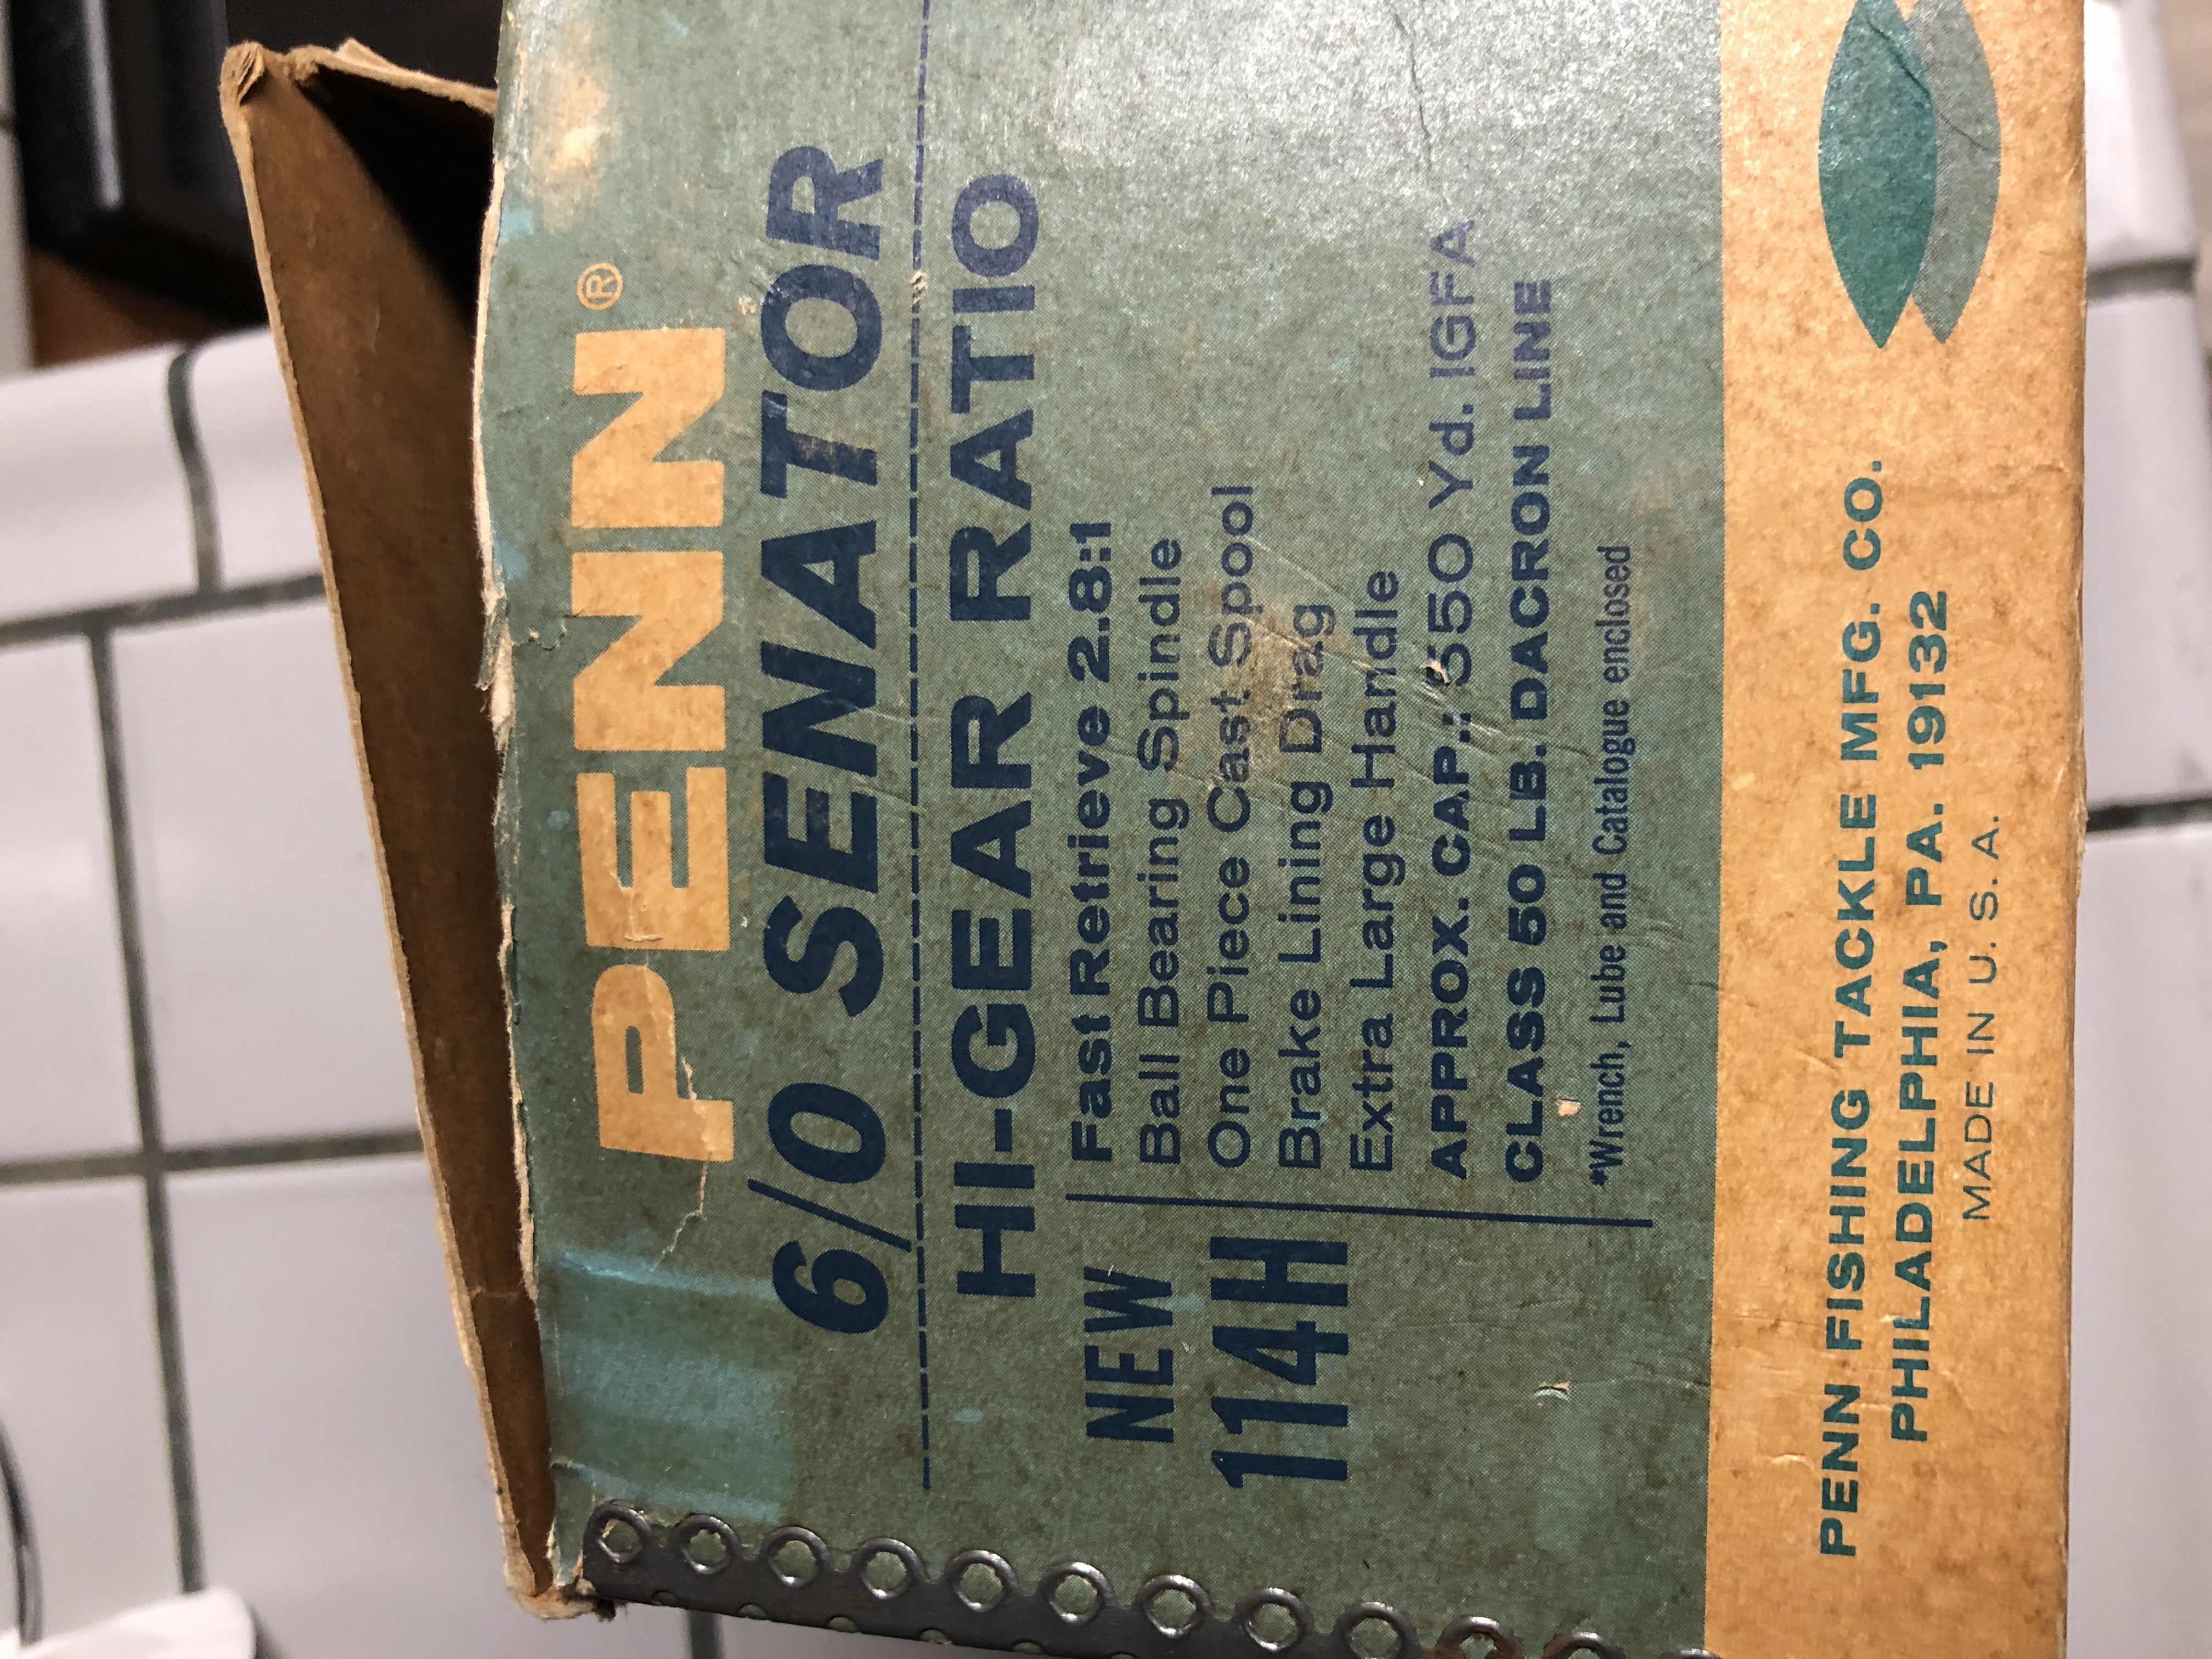 PENN®
6/0 SENATOR
HI-GEAR RATIO
NEW
114H
Fast Retrieve 2.8:1
Ball Bearing Spindle
One Piece Cast Spool
Brake Lining Drag
Extra Large Handle
APPROX. CAP.: 550 Yd. IGFA
CLASS 50 LB. DACRON LINE
*Wrench, Lube and Catalogue enclosed
PENN FISHING TACKLE MFG. CO.
PHILADELPHIA, PA. 19132
MADE IN U. S. A.